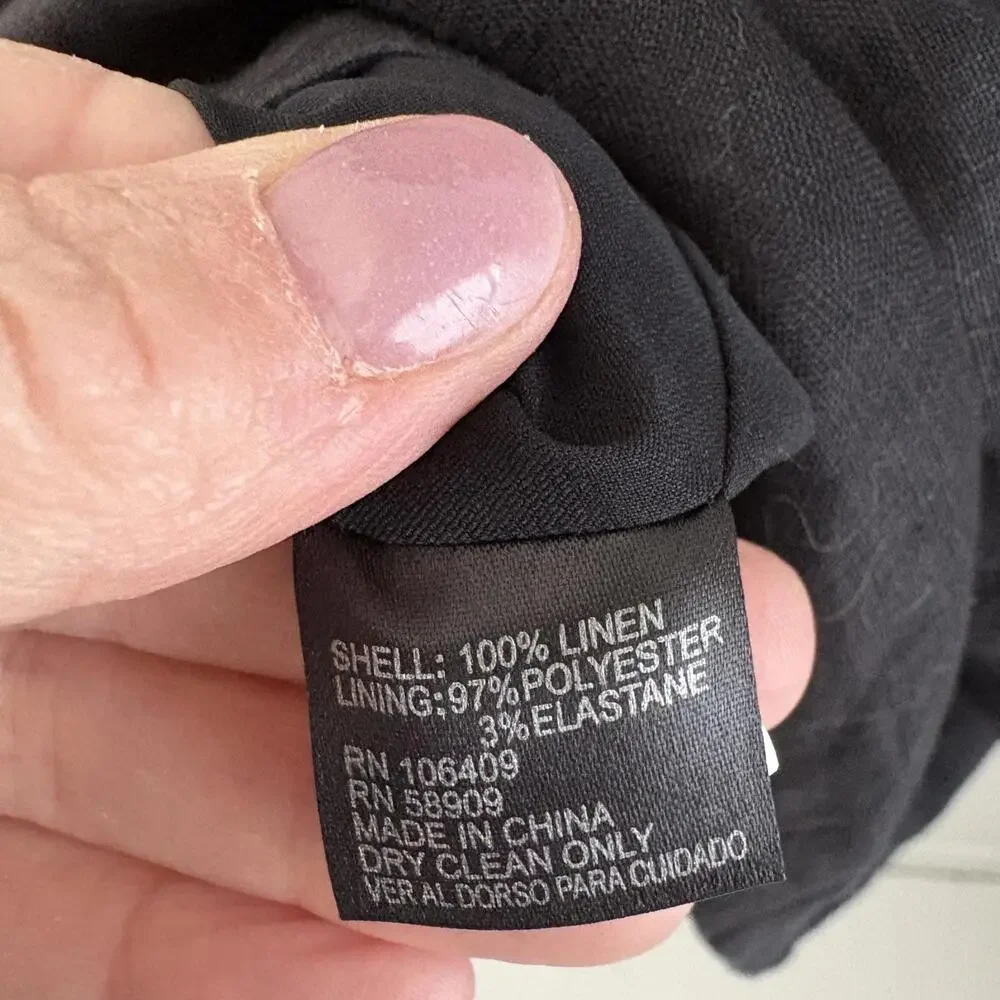 SHELL: 100% LINEN
LINING:97%POLYESTER
3%ELASTANE
RN 106409
RN 58909
MADE IN CHINA
DRY CLEAN ONLY
VER AL DORSO PARA CUIDADO